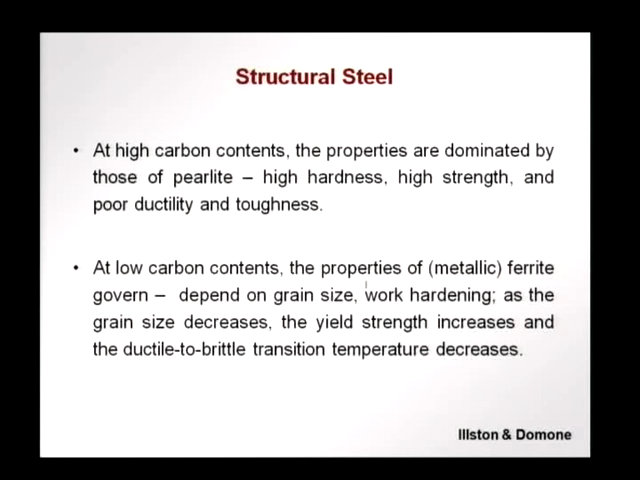 Structural Steel
• At high carbon contents, the properties are dominated by
those of pearlite – high hardness, high strength, and
poor ductility and toughness.
• At low carbon contents, the properties of (metallic) ferrite
govern – depend on grain size, work hardening; as the
grain size decreases, the yield strength increases and
the ductile-to-brittle transition temperature decreases.
Illston & Domone